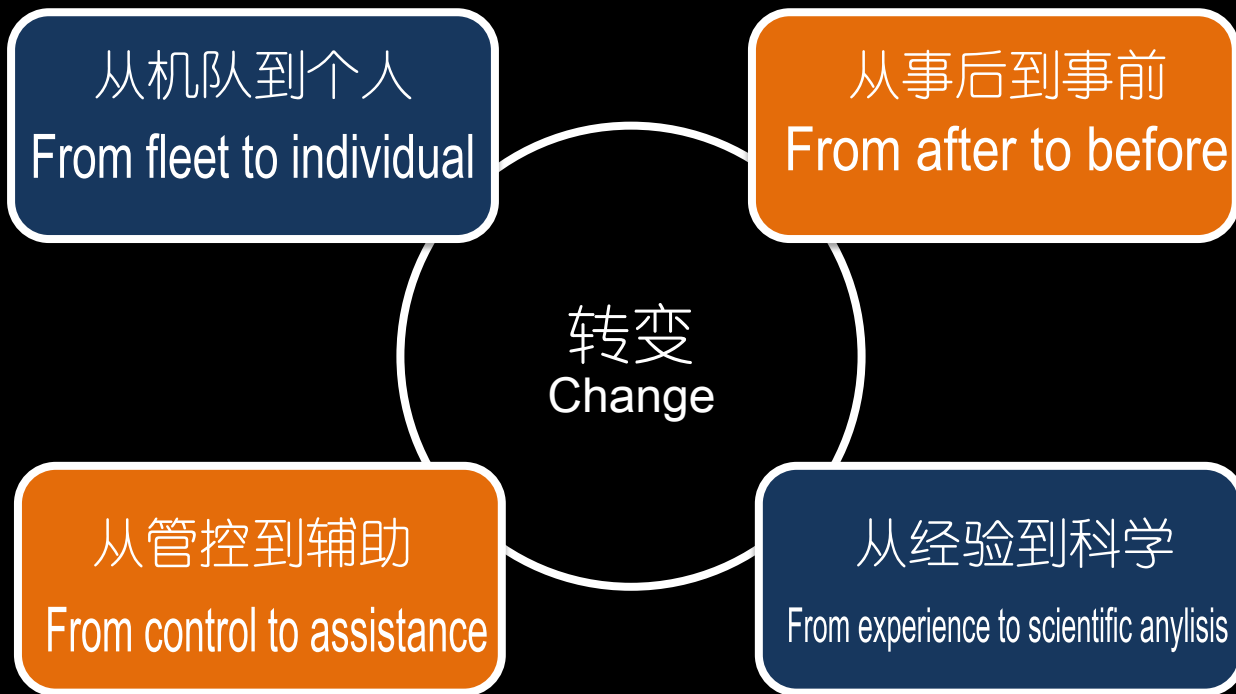 从机队到个人
From fleet to individual
从事后到事前
From after to before
转变
Change
从管控到辅助
From control to assistance
从经验到科学
From experience to scientific anylisis